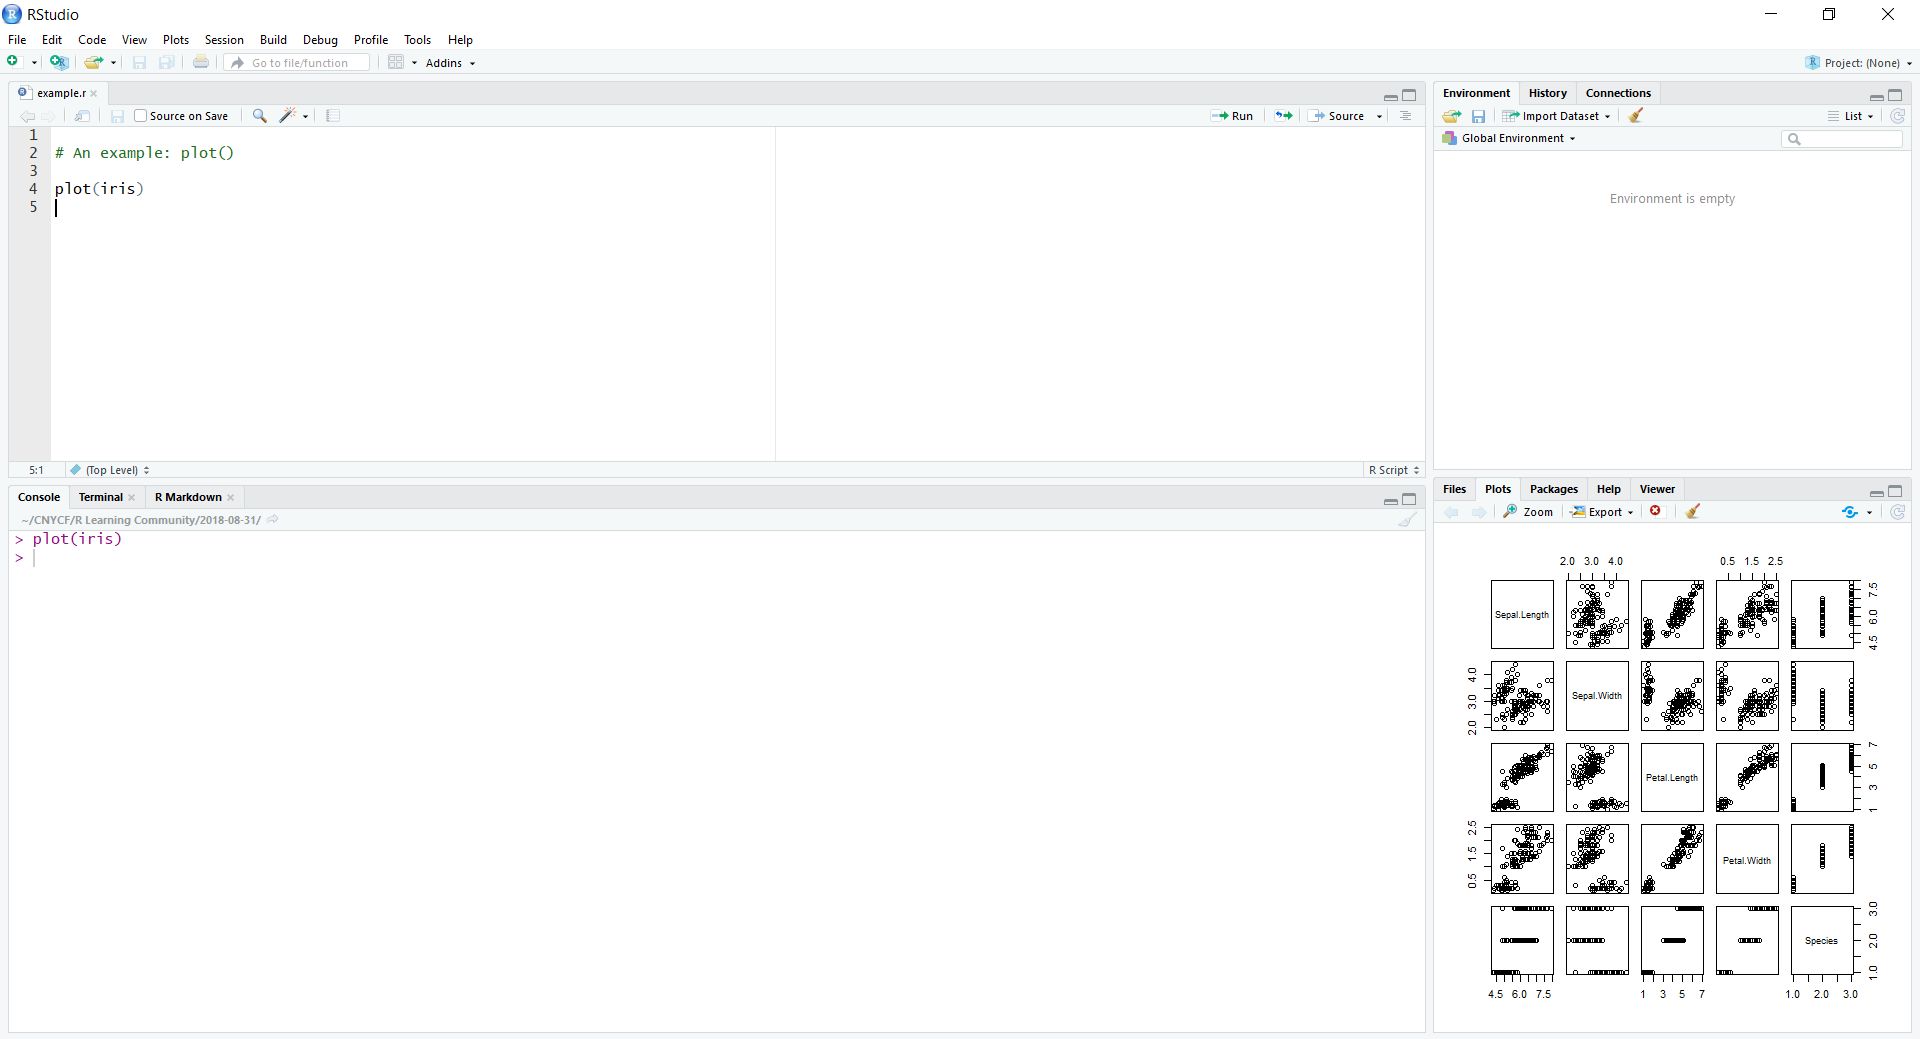 RStudio
File Edit Code View Plots Session Build Debug Profile Tools Help
Go to file/function Addins Project: (None)
example.r
Source on Save Run Source
1
2 # An example: plot()
3
4 plot(iris)
5
5:1 (Top Level) R Script
Console Terminal R Markdown
~/CNYCF/R Learning Community/2018-08-31/
> plot(iris)
>
Environment History Connections
Import Dataset List
Global Environment
Environment is empty
Files Plots Packages Help Viewer
Zoom Export
2.0 3.0 4.0 0.5 1.5 2.5
Sepal.Length
4.5 6.0 7.5
Sepal.Width
2.0 3.0 4.0
Petal.Length
1 3 5 7
Petal.Width
0.5 1.5 2.5
Species
1.0 2.0 3.0
4.5 6.0 7.5 1 3 5 7 1.0 2.0 3.0